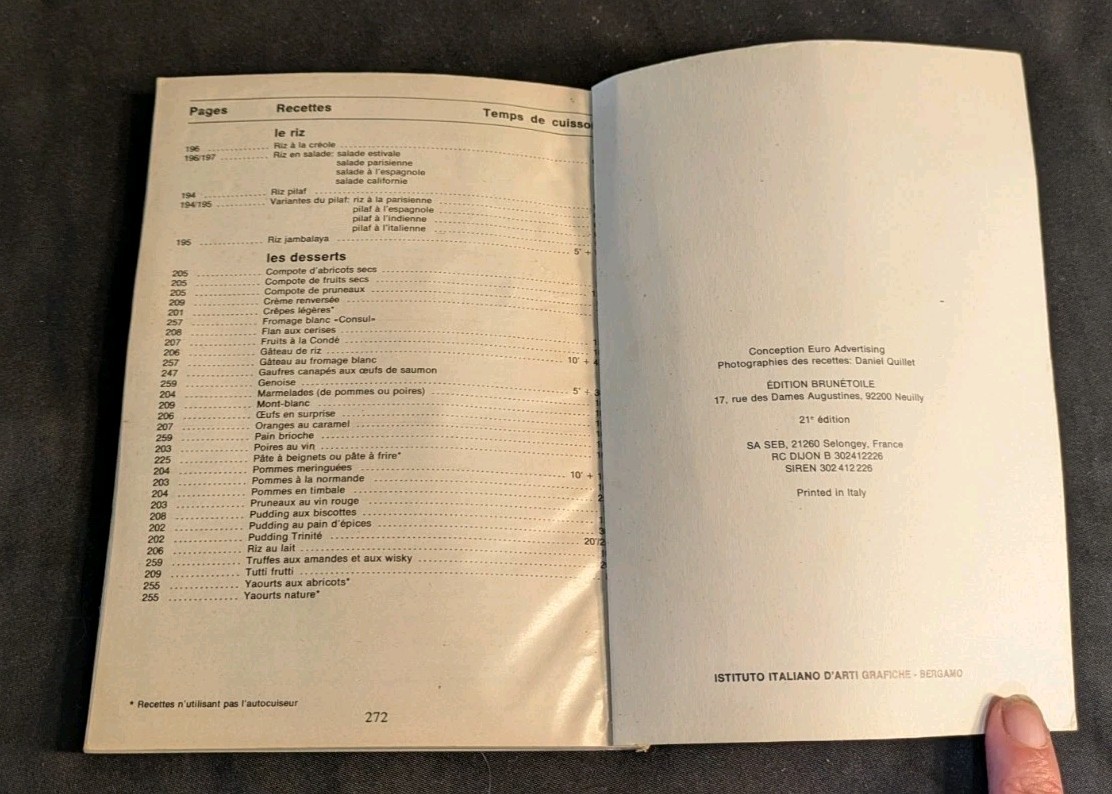 Pages Recettes Temps de cuisso
le riz
196 Riz à la créole
196/197 Riz en salade: salade estivale
salade parisienne
salade à l'espagnole
salade californie
194 Riz pilaf
194/195 Variantes du pilaf: riz à la parisienne
pilaf à l'espagnole
pilaf à l'indienne
pilaf à l'italienne
195 Riz jambalaya 5' +
les desserts
205 Compote d'abricots secs
205 Compote de fruits secs
205 Compote de pruneaux
209 Crème renversée
201 Crêpes légères*
257 Fromage blanc «Consul»
208 Flan aux cerises
207 Fruits à la Condé
206 Gâteau de riz
257 Gâteau au fromage blanc 10' + 4
247 Gaufres canapés aux œufs de saumon
259 Genoise
204 Marmelades (de pommes ou poires) 5' + 3
209 Mont-blanc
206 Œufs en surprise
207 Oranges au caramel
259 Pain brioche
203 Poires au vin
225 Pâte à beignets ou pâte à frire*
204 Pommes meringuées
203 Pommes à la normande 10' +
204 Pommes en timbale
203 Pruneaux au vin rouge
208 Pudding aux biscottes
202 Pudding au pain d'épices
202 Pudding Trinité 20'/2
206 Riz au lait
259 Truffes aux amandes et aux wisky
209 Tutti frutti
255 Yaourts aux abricots*
255 Yaourts nature*
* Recettes n'utilisant pas l'autocuiseur
272
Conception Euro Advertising
Photographies des recettes: Daniel Quillet
ÉDITION BRUNÉTOILE
17, rue des Dames Augustines, 92200 Neuilly
21e édition
SA SEB, 21260 Selongey, France
RC DIJON B 302412226
SIREN 302 412 226
Printed in Italy
ISTITUTO ITALIANO D'ARTI GRAFICHE - BERGAMO